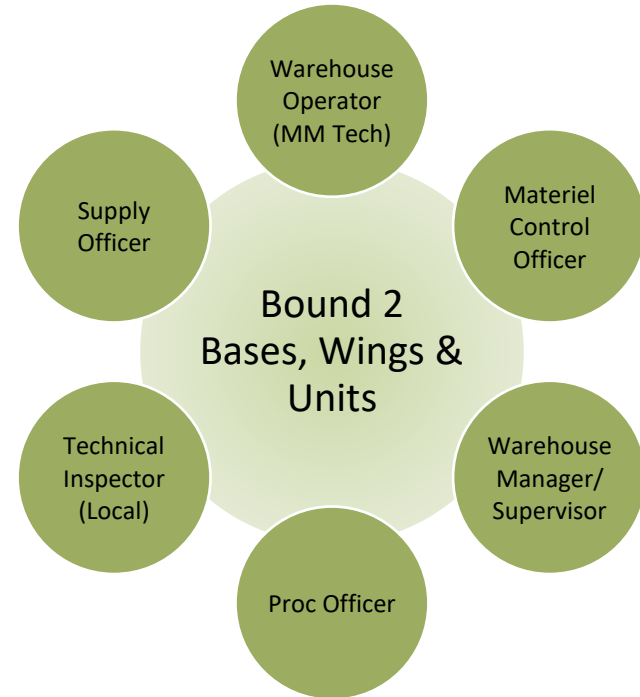 Warehouse
Operator
(MM Tech)
Supply
Officer
Materiel
Control
Officer
Bound 2
Bases, Wings &
Units
Technical
Inspector
(Local)
Warehouse
Manager/
Supervisor
Proc Officer